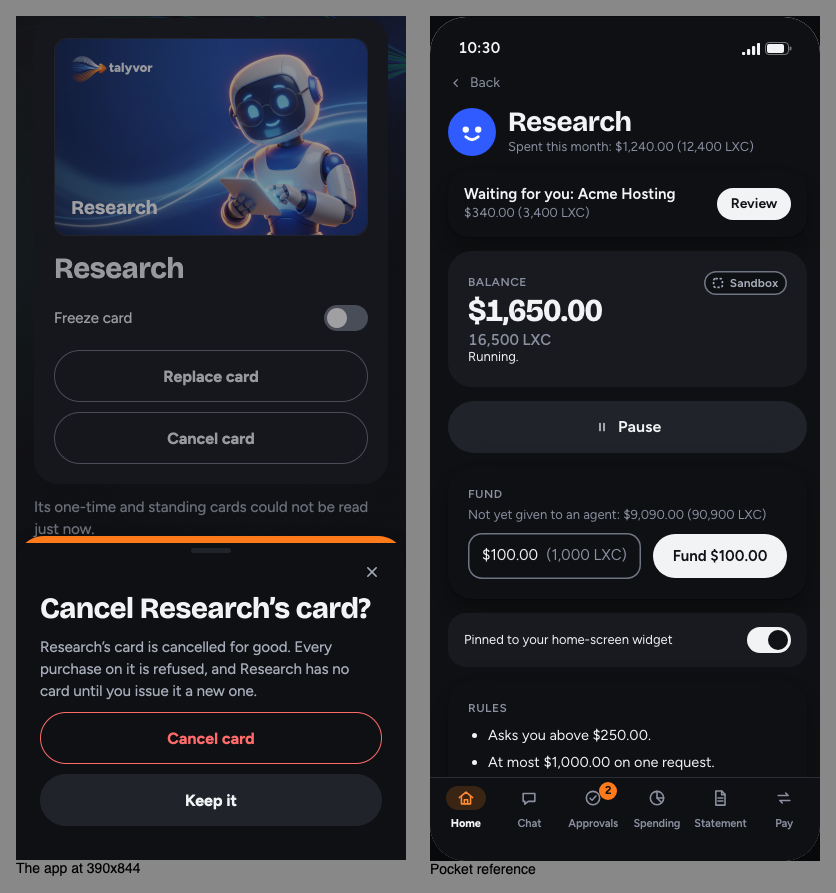 talyvor
Research
Research
Freeze card
Replace card
Cancel card
Its one-time and standing cards could not be read
just now.
Cancel Research’s card?
Research’s card is cancelled for good. Every
purchase on it is refused, and Research has no
card until you issue it a new one.
Cancel card
Keep it
The app at 390x844
10:30
Back
Research
Spent this month: $1,240.00 (12,400 LXC)
Waiting for you: Acme Hosting
$340.00 (3,400 LXC)
Review
BALANCE
Sandbox
$1,650.00
16,500 LXC
Running.
Pause
FUND
Not yet given to an agent: $9,090.00 (90,900 LXC)
$100.00 (1,000 LXC)
Fund $100.00
Pinned to your home-screen widget
RULES
• Asks you above $250.00.
• At most $1,000.00 on one request.
2
Home Chat Approvals Spending Statement Pay
Pocket reference